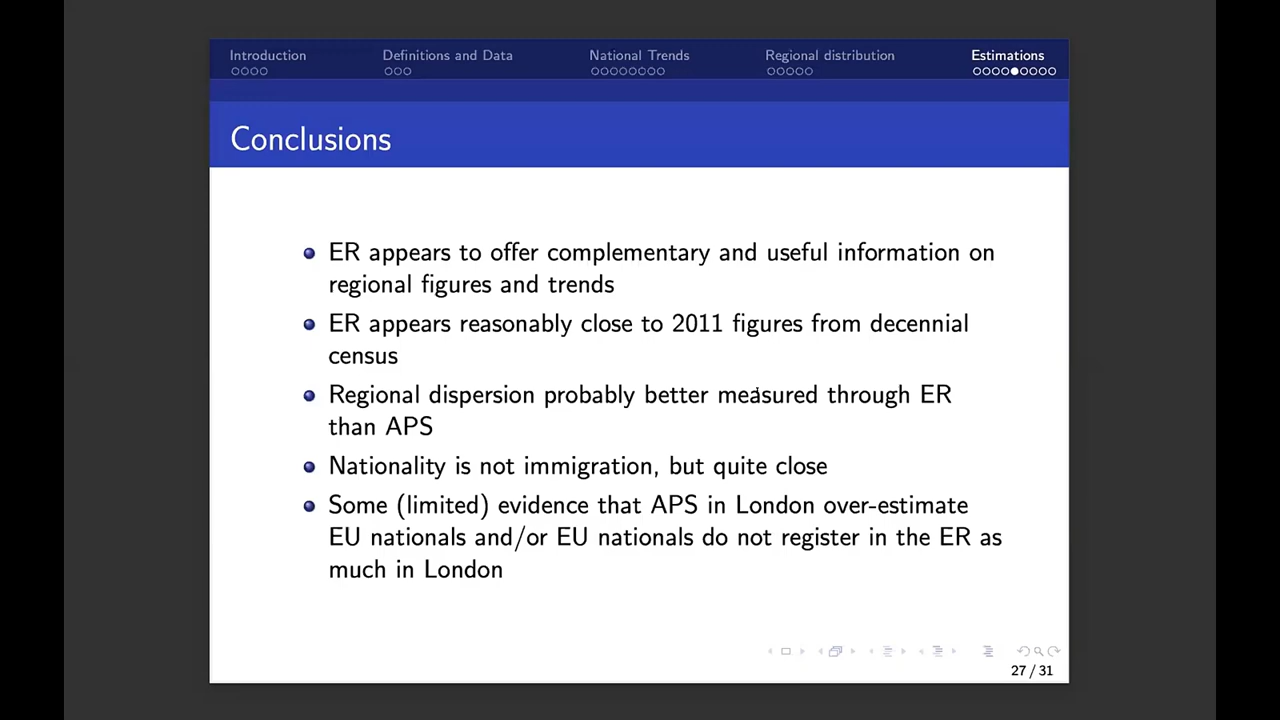 Introduction Definitions and Data National Trends Regional distribution Estimations
Conclusions
ER appears to offer complementary and useful information on
regional figures and trends
ER appears reasonably close to 2011 figures from decennial
census
Regional dispersion probably better measured through ER
than APS
Nationality is not immigration, but quite close
Some (limited) evidence that APS in London over-estimate
EU nationals and/or EU nationals do not register in the ER as
much in London
27 / 31